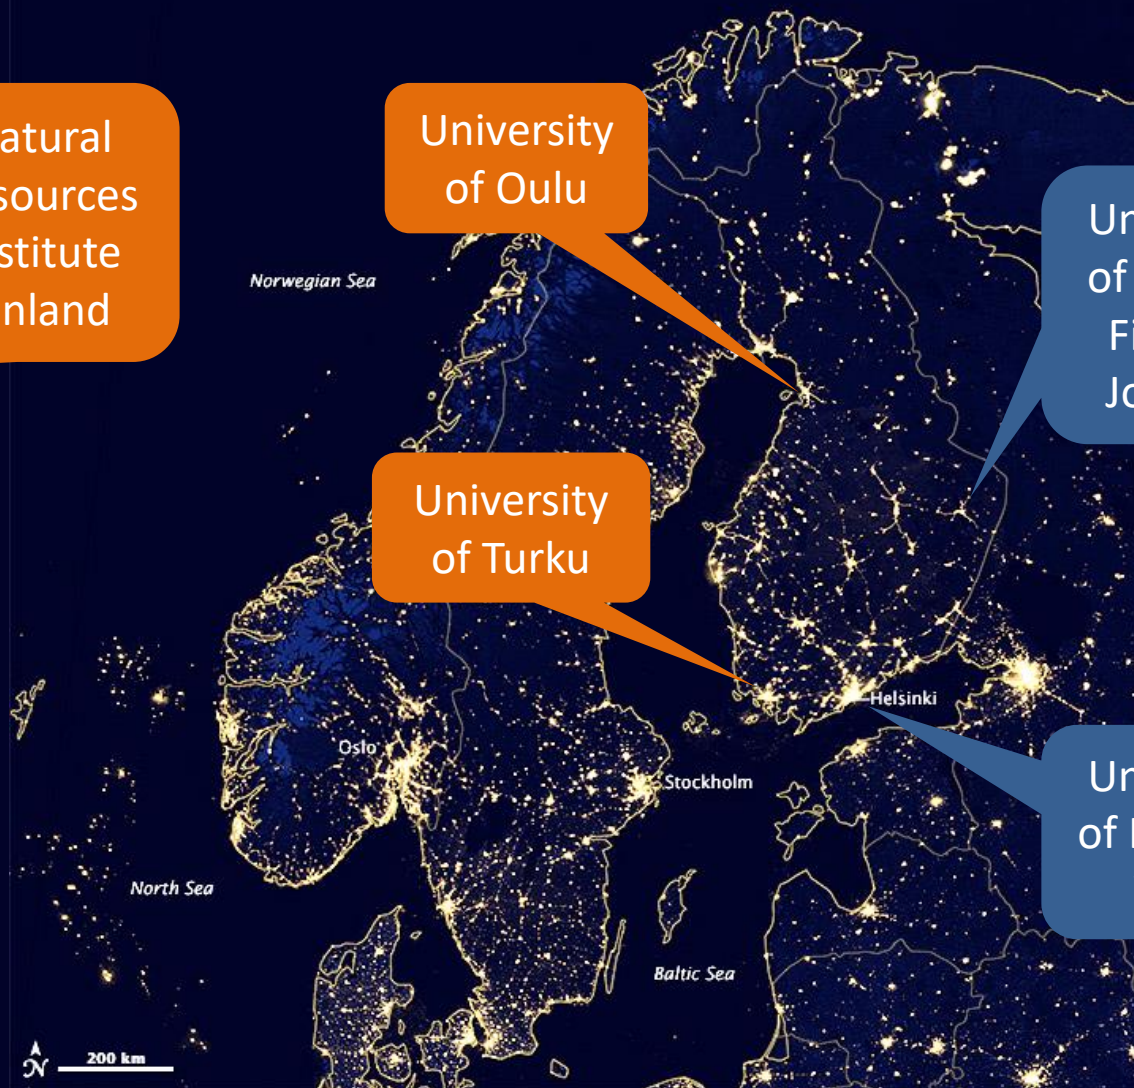 atural
sources
stitute
nland
University
of Oulu
Un
of
Fi
Jo
Norwegian Sea
University
of Turku
Helsinki
Oslo
Stockholm
Un
of
North Sea
Baltic Sea
N
200 km